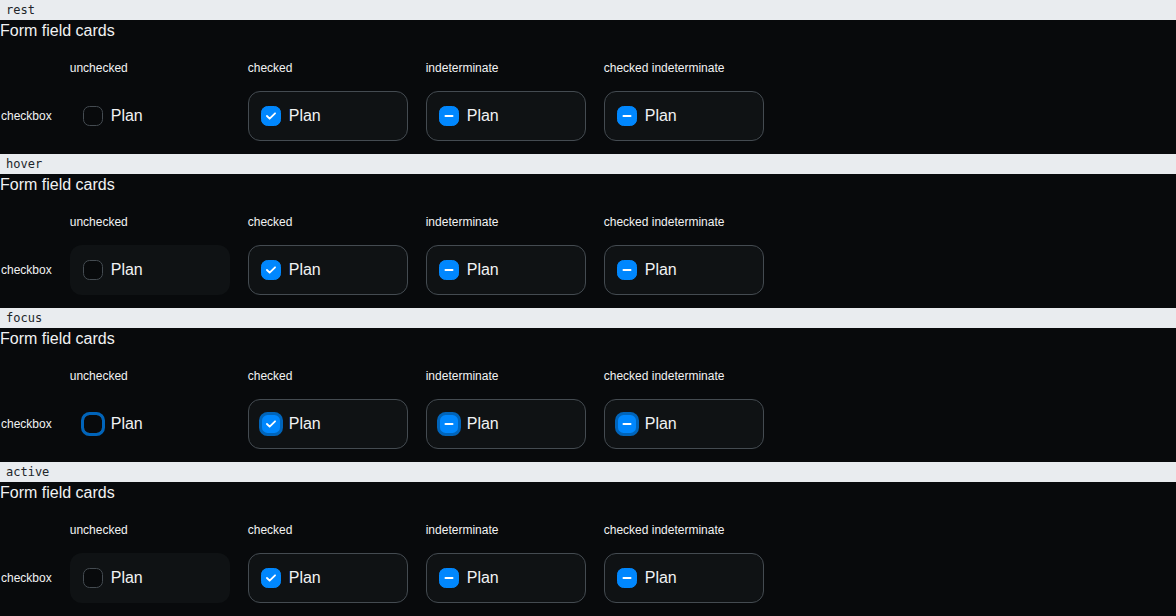 rest
Form field cards
unchecked checked indeterminate checked indeterminate
checkbox Plan Plan Plan Plan
hover
Form field cards
unchecked checked indeterminate checked indeterminate
checkbox Plan Plan Plan Plan
focus
Form field cards
unchecked checked indeterminate checked indeterminate
checkbox Plan Plan Plan Plan
active
Form field cards
unchecked checked indeterminate checked indeterminate
checkbox Plan Plan Plan Plan